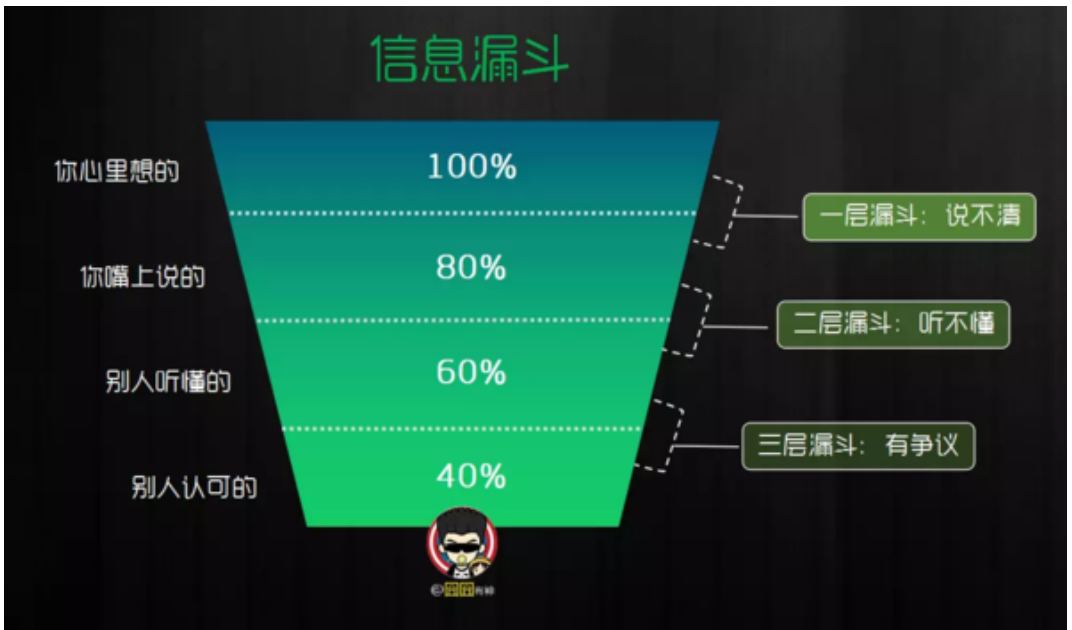 信息漏斗
你心里想的
100%
一层漏斗：说不清
你嘴上说的
80%
二层漏斗：听不懂
别人听懂的
60%
三层漏斗：有争议
别人认可的
40%